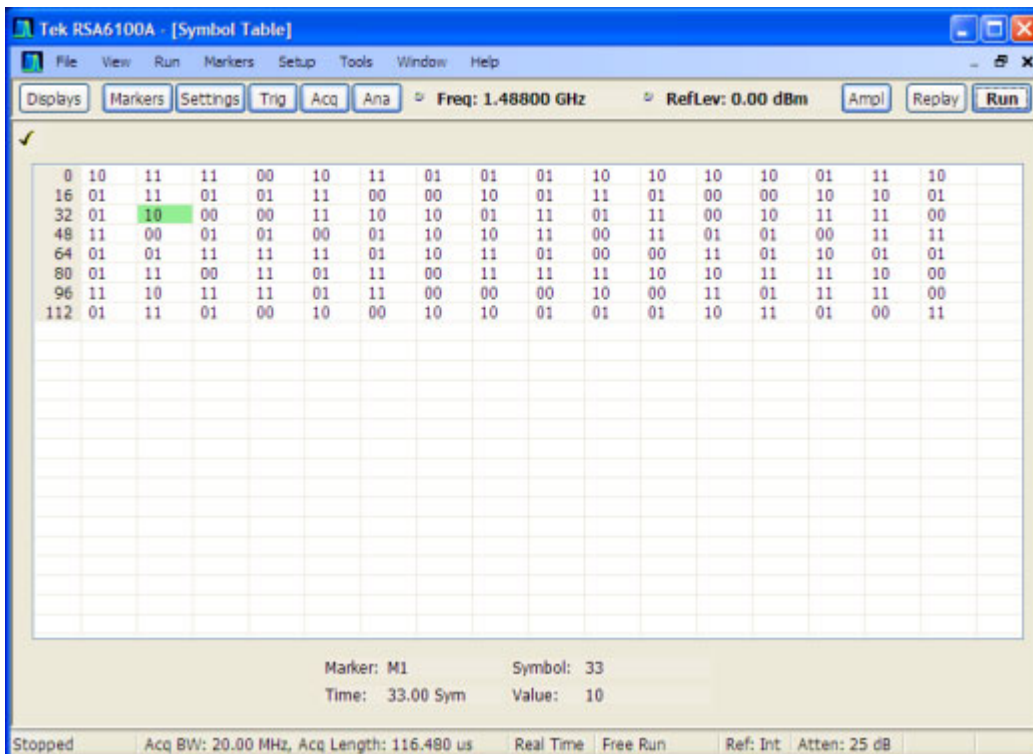 Tek RSA6100A - [Symbol Table]
File View Run Markers Setup Tools Window Help
Displays Markers Settings Trig Acq Ana Freq: 1.48800 GHz RefLev: 0.00 dBm Ampl Replay Run
0 10 11 11 00 10 11 01 01 01 10 10 10 10 01 11 10
16 01 11 01 01 11 00 00 10 01 11 01 00 00 10 10 01
32 01 10 00 00 11 10 10 01 11 01 11 00 10 11 11 00
48 11 00 01 01 00 01 10 10 11 00 11 01 01 00 11 11
64 01 01 11 11 11 01 10 11 01 00 00 11 01 10 01 01
80 01 11 00 11 01 11 00 11 11 11 10 10 11 11 10 00
96 11 10 11 11 01 11 00 00 00 10 00 11 01 11 11 00
112 01 11 01 00 10 00 10 10 01 01 01 10 11 01 00 11
Marker: M1 Symbol: 33
Time: 33.00 Sym Value: 10
Stopped Acq BW: 20.00 MHz, Acq Length: 116.480 us Real Time Free Run Ref: Int Atten: 25 dB